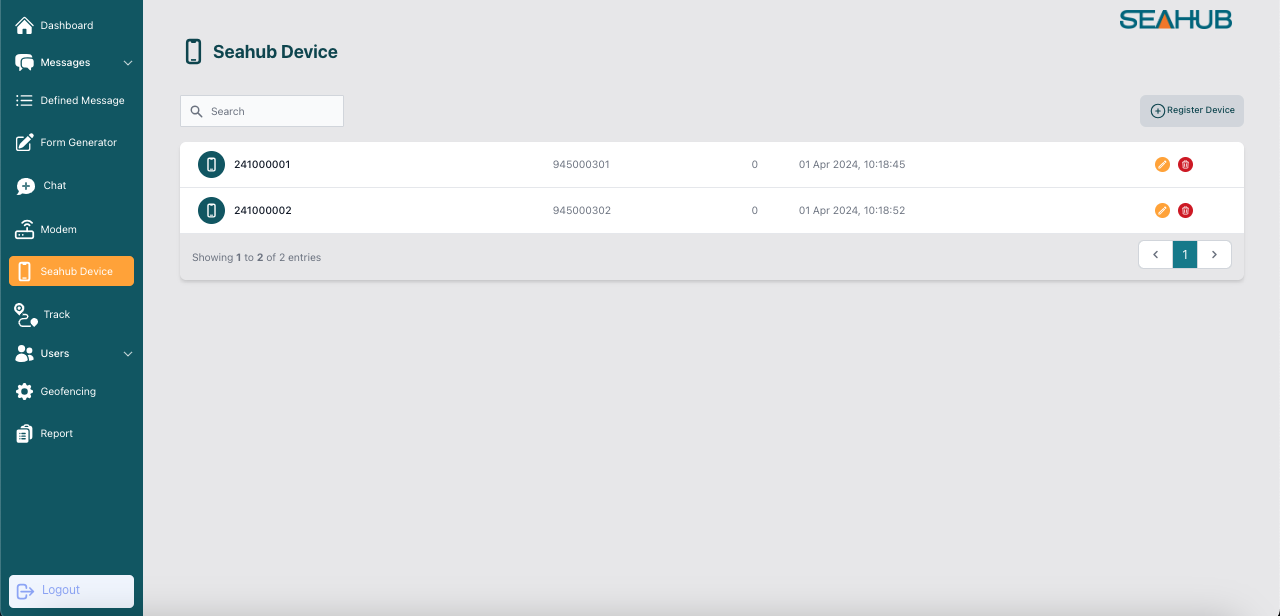 Dashboard
Messages
Defined Message
Form Generator
Chat
Modem
Seahub Device
Track
Users
Geofencing
Report
Logout
SEAHUB
Seahub Device
Search
Register Device
241000001 945000301 0 01 Apr 2024, 10:18:45
241000002 945000302 0 01 Apr 2024, 10:18:52
Showing 1 to 2 of 2 entries
1